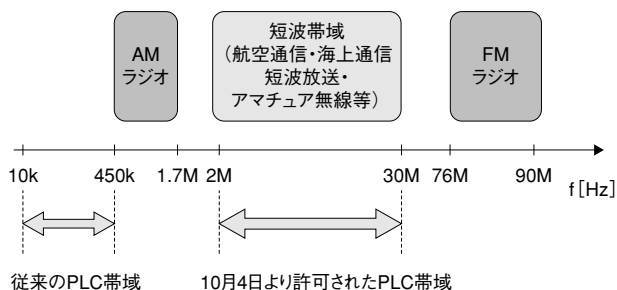 AM
ラジオ
短波帯域
（航空通信・海上通信
短波放送・
アマチュア無線等）
FM
ラジオ
10k
450k
1.7M
2M
30M
76M
90M
f[Hz]
従来のPLC帯域
10月4日より許可されたPLC帯域